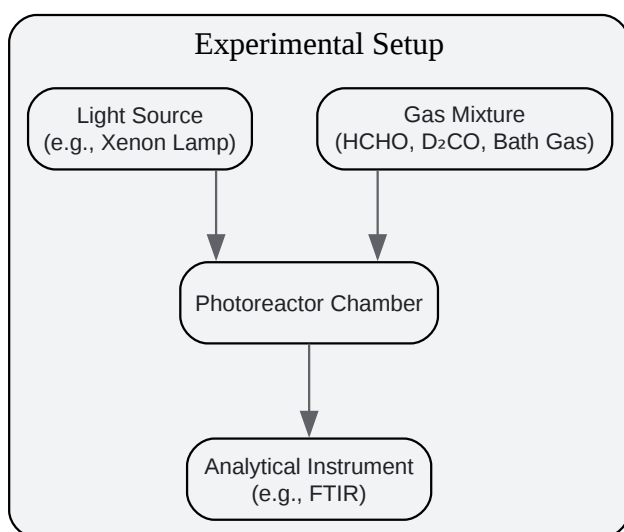 Experimental Setup
Light Source
(e.g., Xenon Lamp)
Gas Mixture
(HCHO, D₂CO, Bath Gas)
Photoreactor Chamber
Analytical Instrument
(e.g., FTIR)